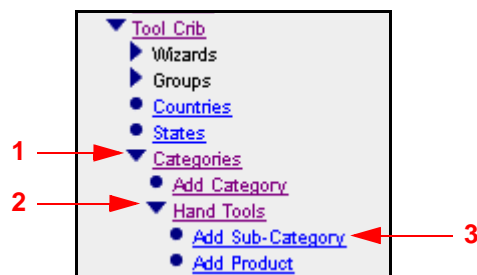 Tool Crib
Wizards
Groups
Countries
States
1 Categories
Add Category
2 Hand Tools
Add Sub-Category 3
Add Product